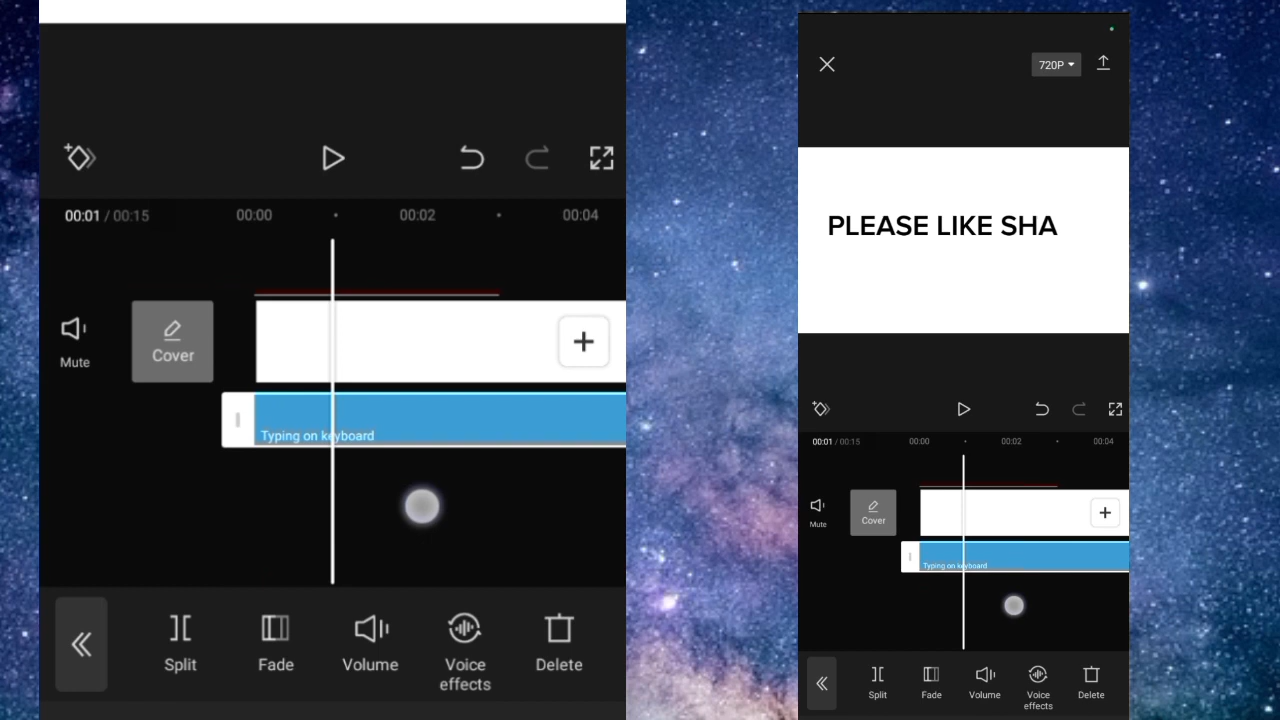 00:01 / 00:15 00:00 00:02 00:04
Mute
Cover
Typing on keyboard
Split
Fade
Volume
Voice
effects
Delete
720P
PLEASE LIKE SHA
00:01 / 00:15 00:00 00:02 00:04
Mute
Cover
Typing on keyboard
Split
Fade
Volume
Voice
effects
Delete